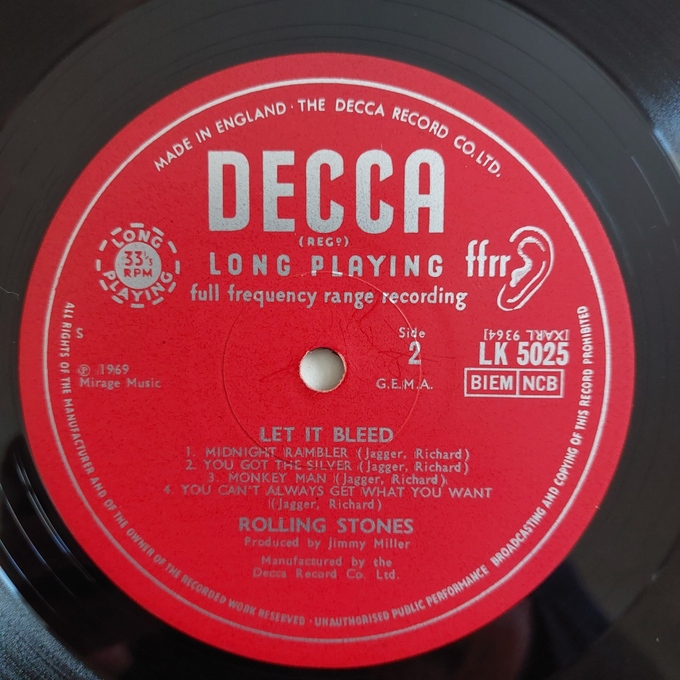 MADE IN ENGLAND · THE DECCA RECORD CO. LTD.
DECCA
(REGD)
LONG PLAYING
ffrr
full frequency range recording
LONG
33⅓
RPM
PLAYING
S
Side
2
[XARL 9364]
LK 5025
℗ 1969
Mirage Music
G.E.M.A.
BIEM NCB
LET IT BLEED
1. MIDNIGHT RAMBLER (Jagger, Richard)
2. YOU GOT THE SILVER (Jagger, Richard)
3. MONKEY MAN (Jagger, Richard)
4. YOU CAN'T ALWAYS GET WHAT YOU WANT
(Jagger, Richard)
ROLLING STONES
Produced by Jimmy Miller
Manufactured by the
Decca Record Co. Ltd.
ALL RIGHTS OF THE MANUFACTURER AND OF THE OWNER OF THE RECORDED WORK RESERVED · UNAUTHORISED PUBLIC PERFORMANCE BROADCASTING AND COPYING OF THIS RECORD PROHIBITED